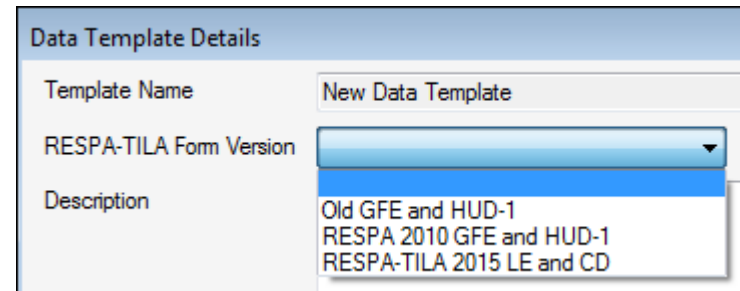 Data Template Details
Template Name New Data Template
RESPA-TILA Form Version
Description
Old GFE and HUD-1
RESPA 2010 GFE and HUD-1
RESPA-TILA 2015 LE and CD